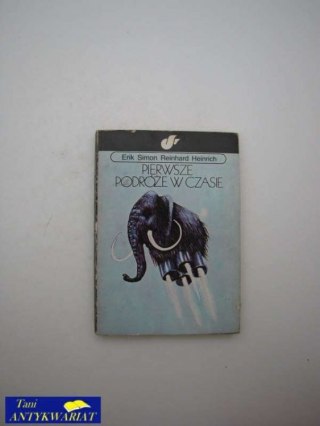 Erik Simon Reinhard Heinrich
PIERWSZE
PODRÓŻE W CZASIE
Tani
ANTYKWARIAT